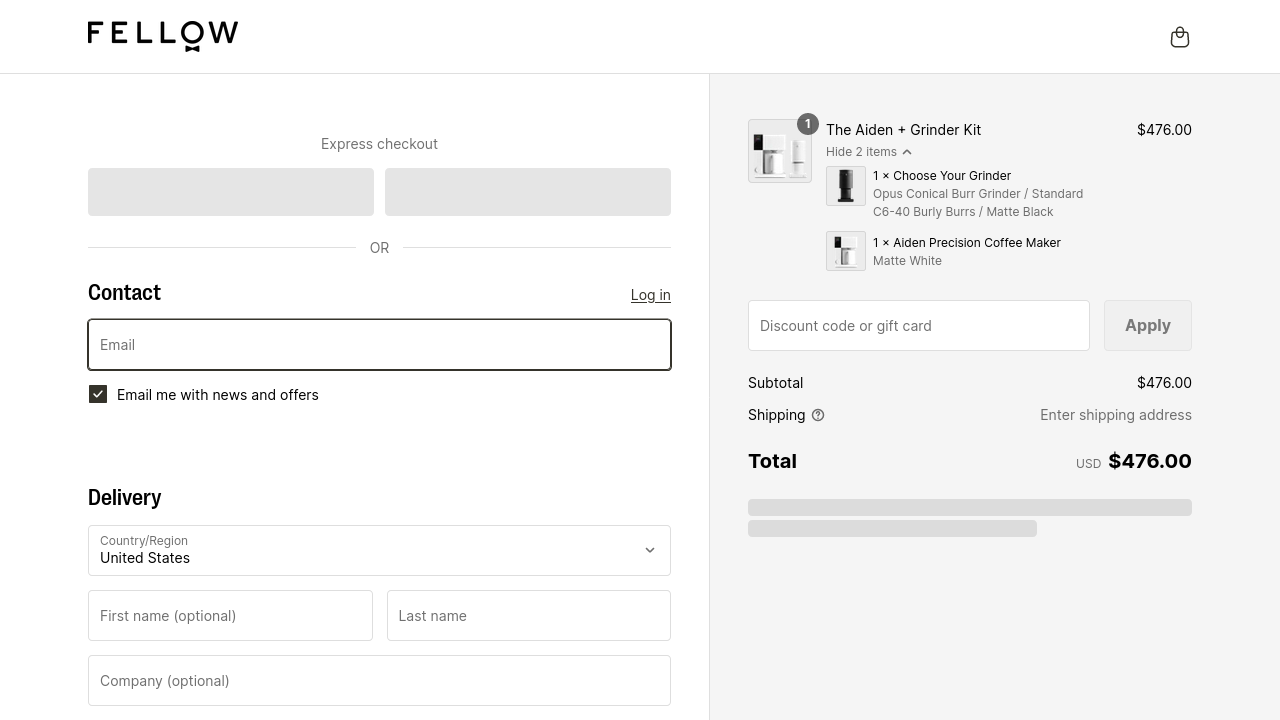 FELLOW
Express checkout
OR
Contact
Log in
Email
Email me with news and offers
Delivery
Country/Region
United States
First name (optional)
Last name
Company (optional)
1
The Aiden + Grinder Kit
$476.00
Hide 2 items
1 × Choose Your Grinder
Opus Conical Burr Grinder / Standard
C6-40 Burly Burrs / Matte Black
1 × Aiden Precision Coffee Maker
Matte White
Discount code or gift card
Apply
Subtotal
$476.00
Shipping
Enter shipping address
Total
USD $476.00